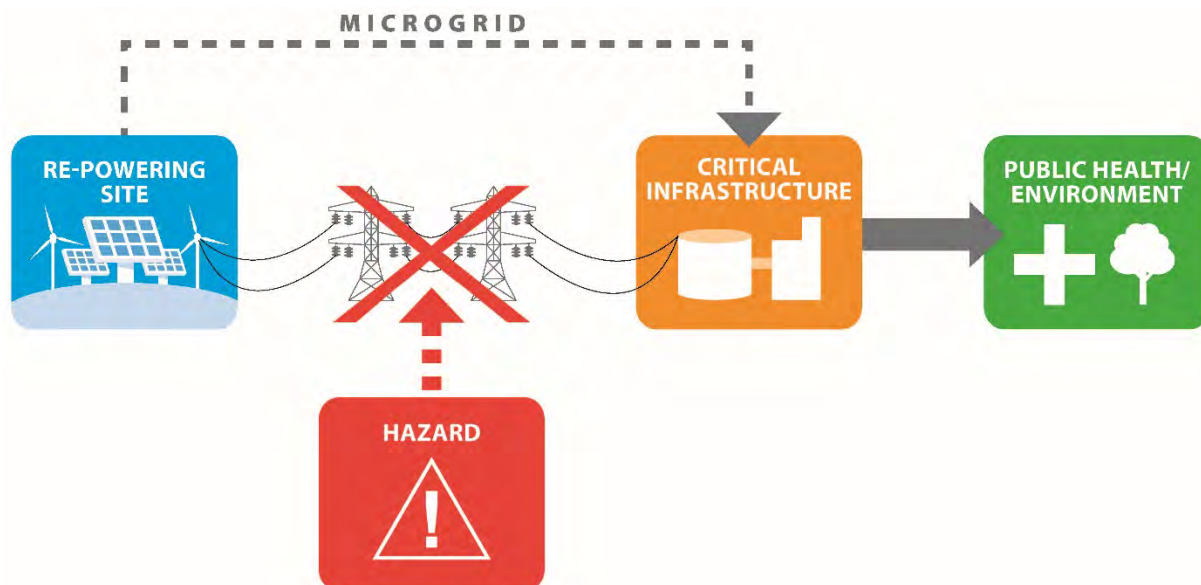 MICROGRID
RE-POWERING
SITE
CRITICAL
INFRASTRUCTURE
PUBLIC HEALTH/
ENVIRONMENT
HAZARD
!